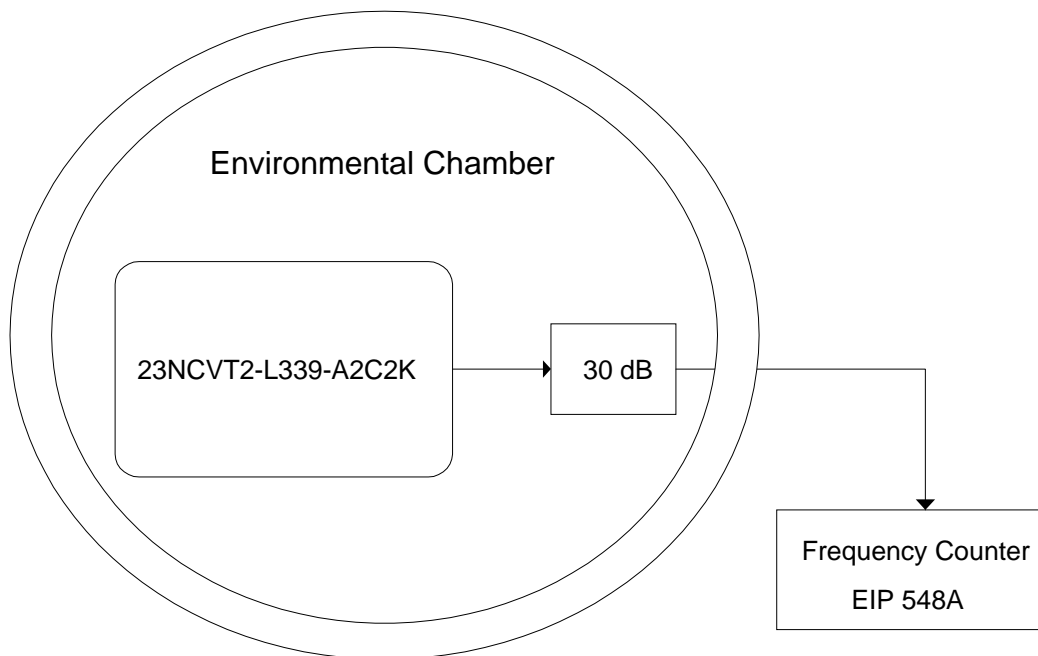 Environmental Chamber
23NCVT2-L339-A2C2K
30 dB
Frequency Counter
EIP 548A